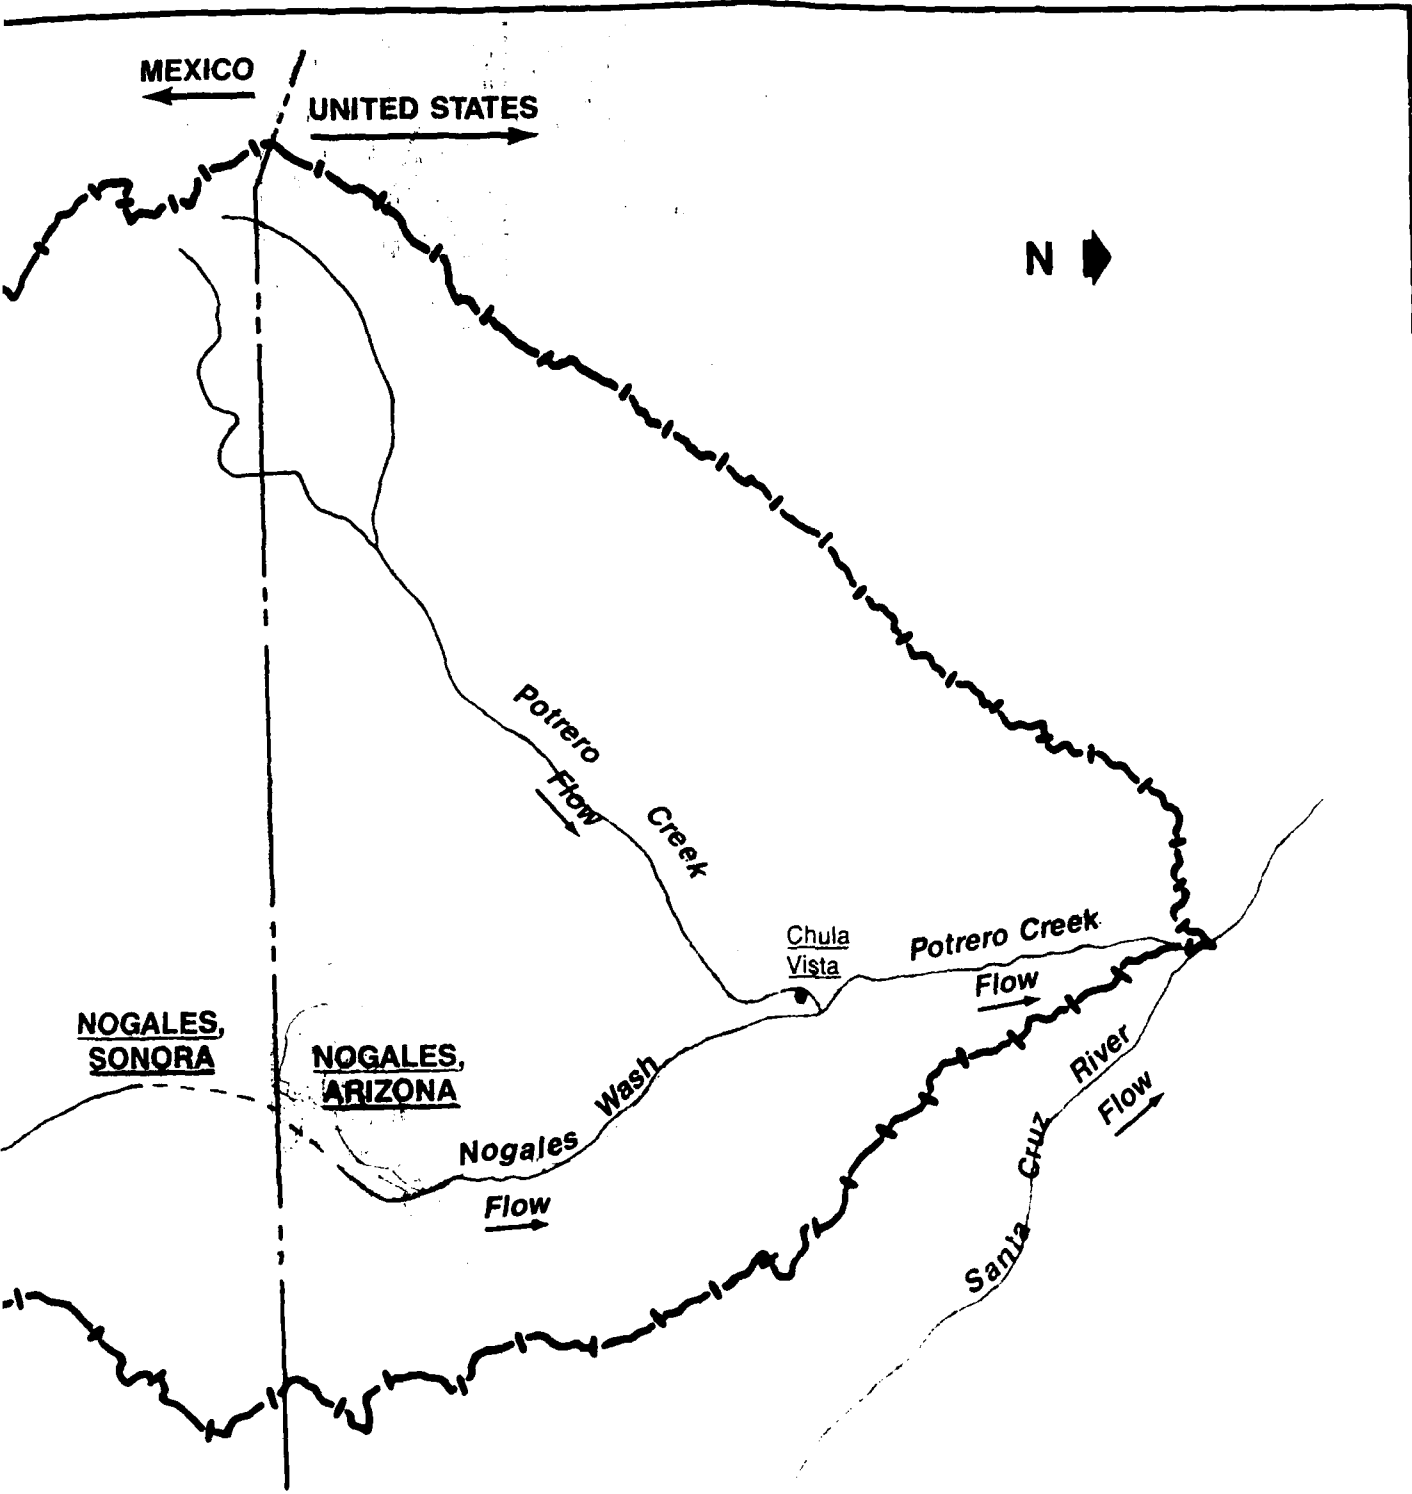 MEXICO
UNITED STATES
N
Potrero
Flow
Creek
Chula
Vista
Potrero Creek
Flow
NOGALES,
SONORA
NOGALES,
ARIZONA
Nogales
Wash
Flow
Santa
Cruz
River
Flow